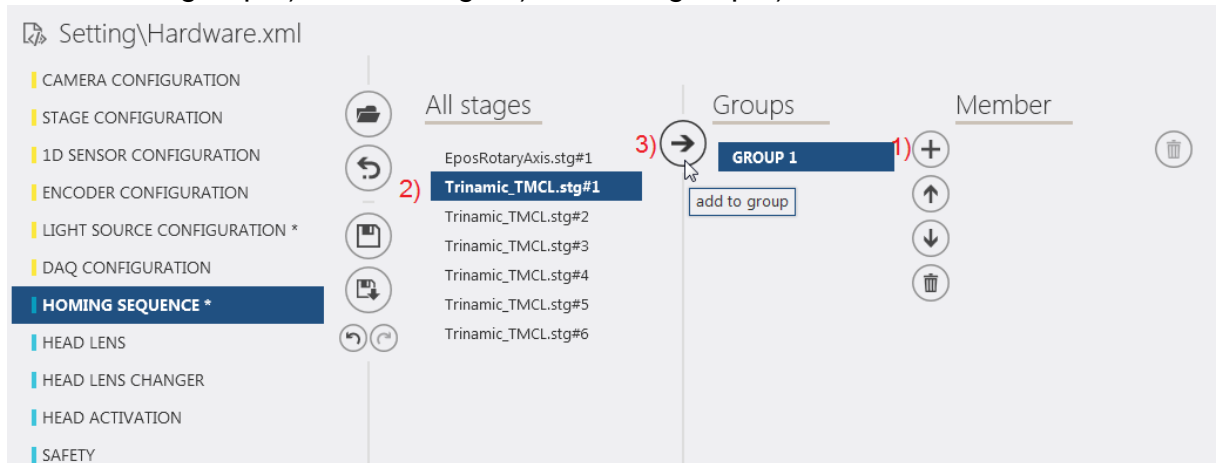 Setting\Hardware.xml
CAMERA CONFIGURATION
STAGE CONFIGURATION
1D SENSOR CONFIGURATION
ENCODER CONFIGURATION
LIGHT SOURCE CONFIGURATION *
DAQ CONFIGURATION
HOMING SEQUENCE *
HEAD LENS
HEAD LENS CHANGER
HEAD ACTIVATION
SAFETY
All stages
EposRotaryAxis.stg#1
2) Trinamic_TMCL.stg#1
Trinamic_TMCL.stg#2
Trinamic_TMCL.stg#3
Trinamic_TMCL.stg#4
Trinamic_TMCL.stg#5
Trinamic_TMCL.stg#6
3)
add to group
Groups
GROUP 1
1)
Member